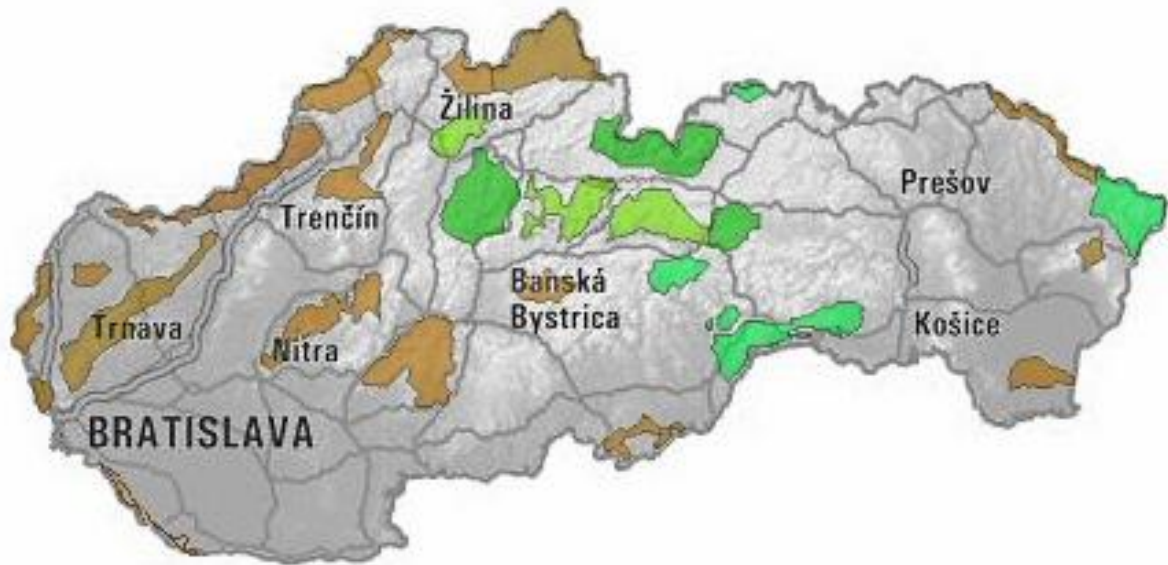 Žilina
Prešov
Trenčín
Banská
Bystrica
Trnava
Nitra
Košice
BRATISLAVA